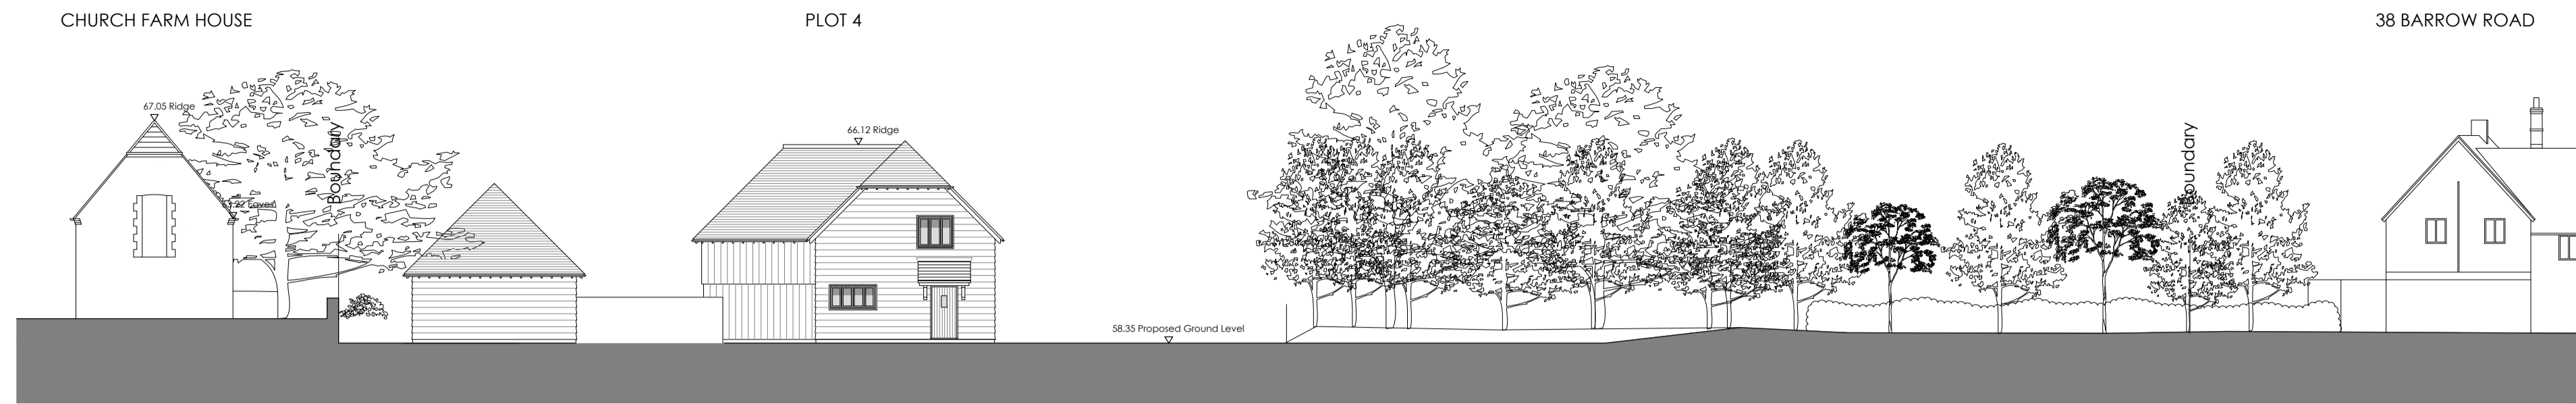 CHURCH FARM HOUSE
PLOT 4
38 BARROW ROAD
67.05 Ridge
Boundary
66.12 Ridge
Boundary
Eaves
58.35 Proposed Ground Level